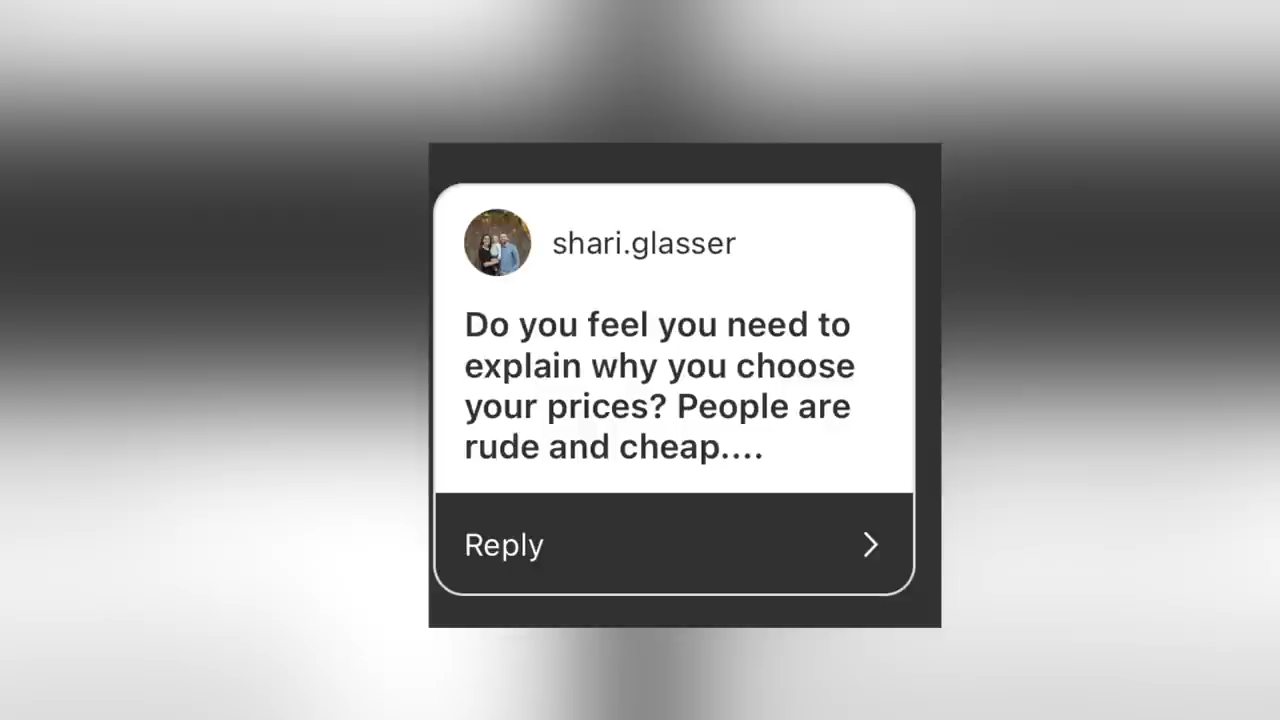 shari.glasser
Do you feel you need to
explain why you choose
your prices? People are
rude and cheap....
Reply